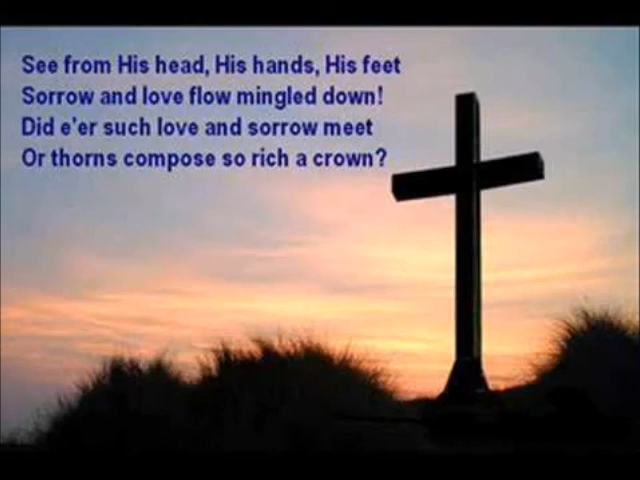 See from His head, His hands, His feet
Sorrow and love flow mingled down!
Did e'er such love and sorrow meet
Or thorns compose so rich a crown?